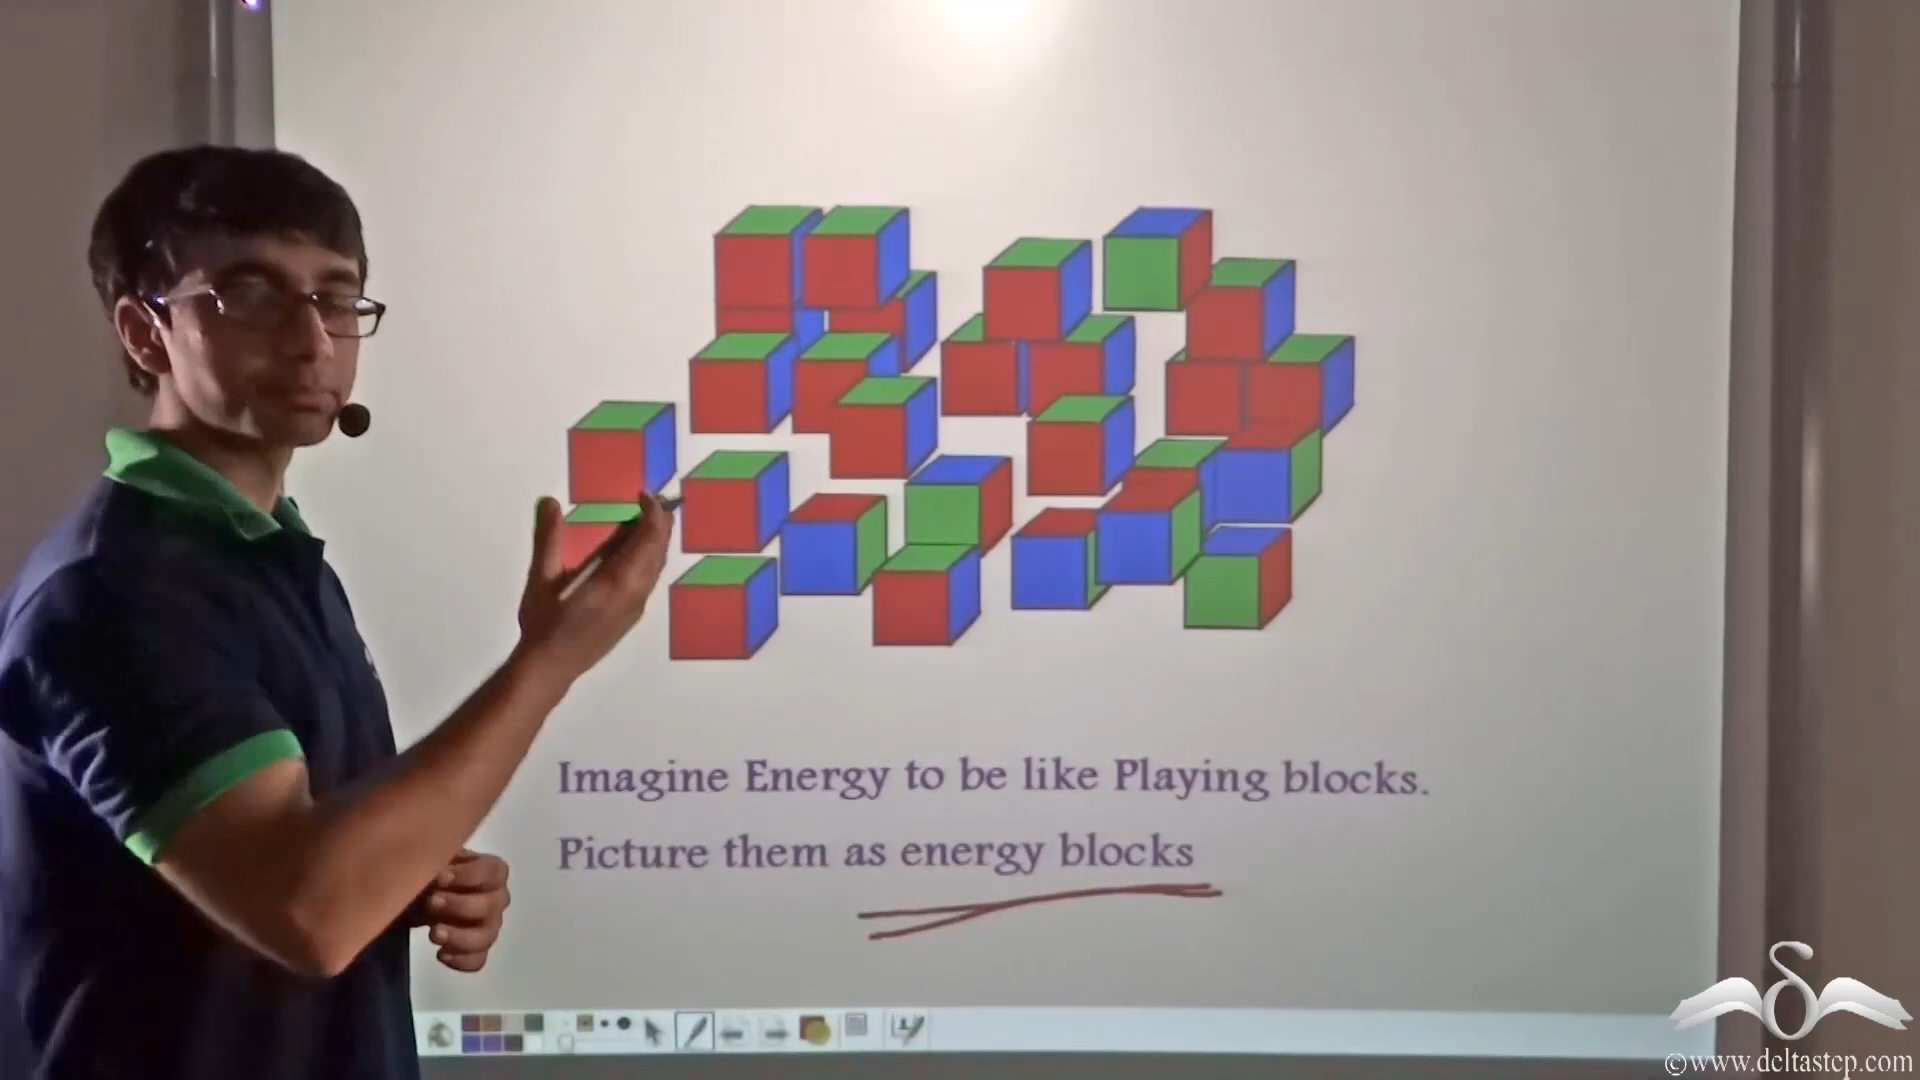 Imagine Energy to be like Playing blocks.
Picture them as energy blocks
©www.deltastep.com